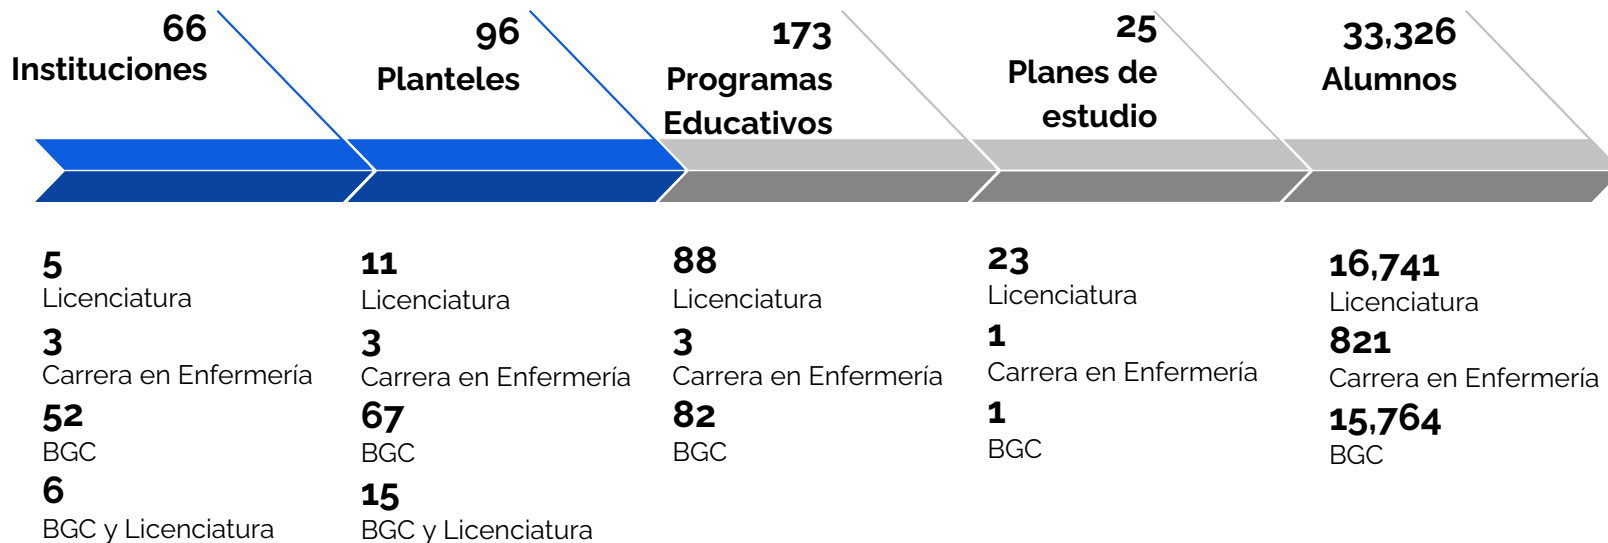 66
Instituciones
96
Planteles
173
Programas
Educativos
25
Planes de
estudio
33,326
Alumnos
5
Licenciatura
3
Carrera en Enfermería
52
BGC
6
BGC y Licenciatura
11
Licenciatura
3
Carrera en Enfermería
67
BGC
15
BGC y Licenciatura
88
Licenciatura
3
Carrera en Enfermería
82
BGC
23
Licenciatura
1
Carrera en Enfermería
1
BGC
16,741
Licenciatura
821
Carrera en Enfermería
15,764
BGC